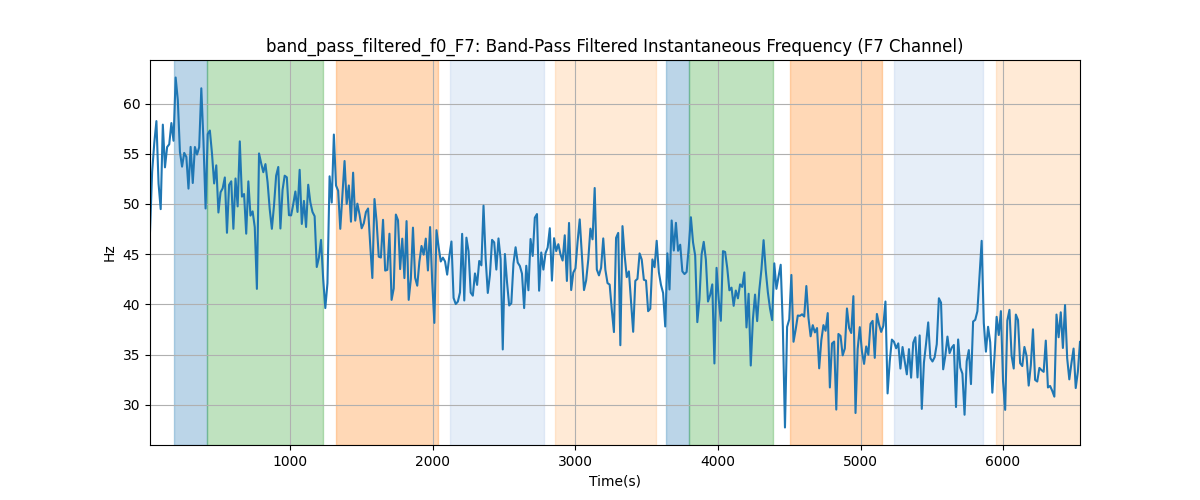 band_pass_filtered_f0_F7: Band-Pass Filtered Instantaneous Frequency (F7 Channel)
60
55
50
45
40
35
30
Hz
1000 2000 3000 4000 5000 6000
Time(s)